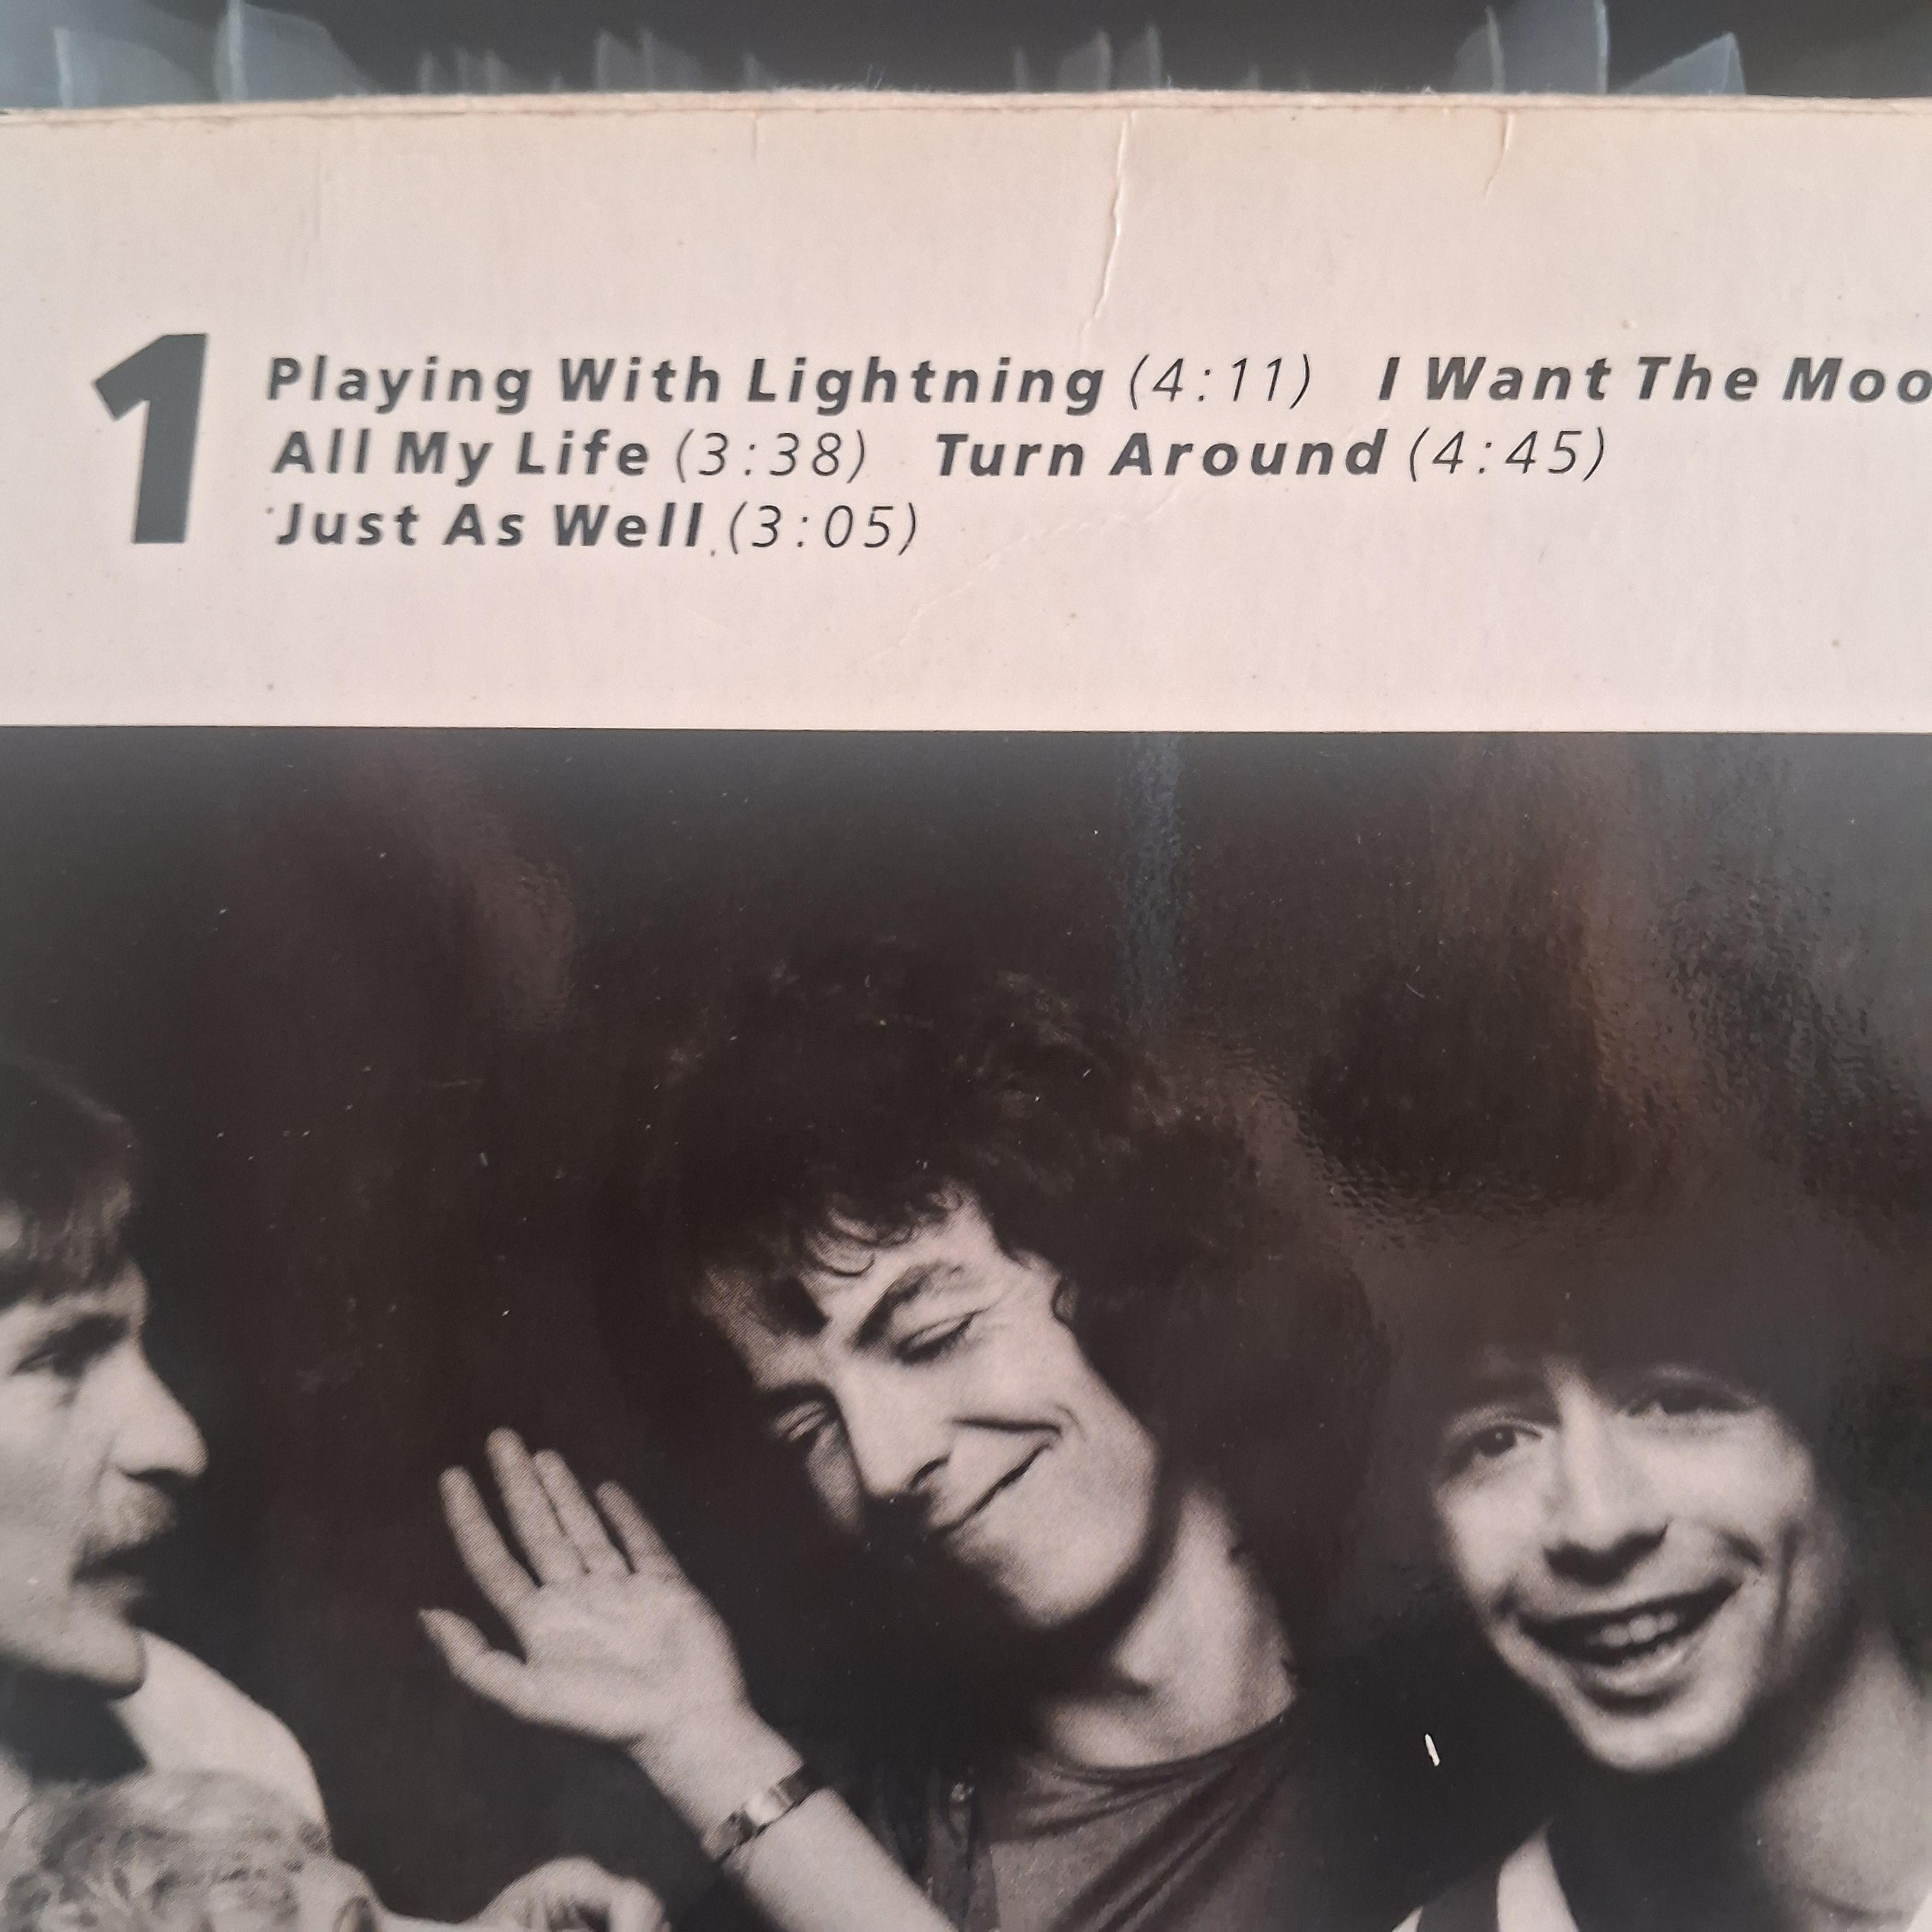 1
Playing With Lightning (4:11) I Want The Moo
All My Life (3:38) Turn Around (4:45)
Just As Well (3:05)